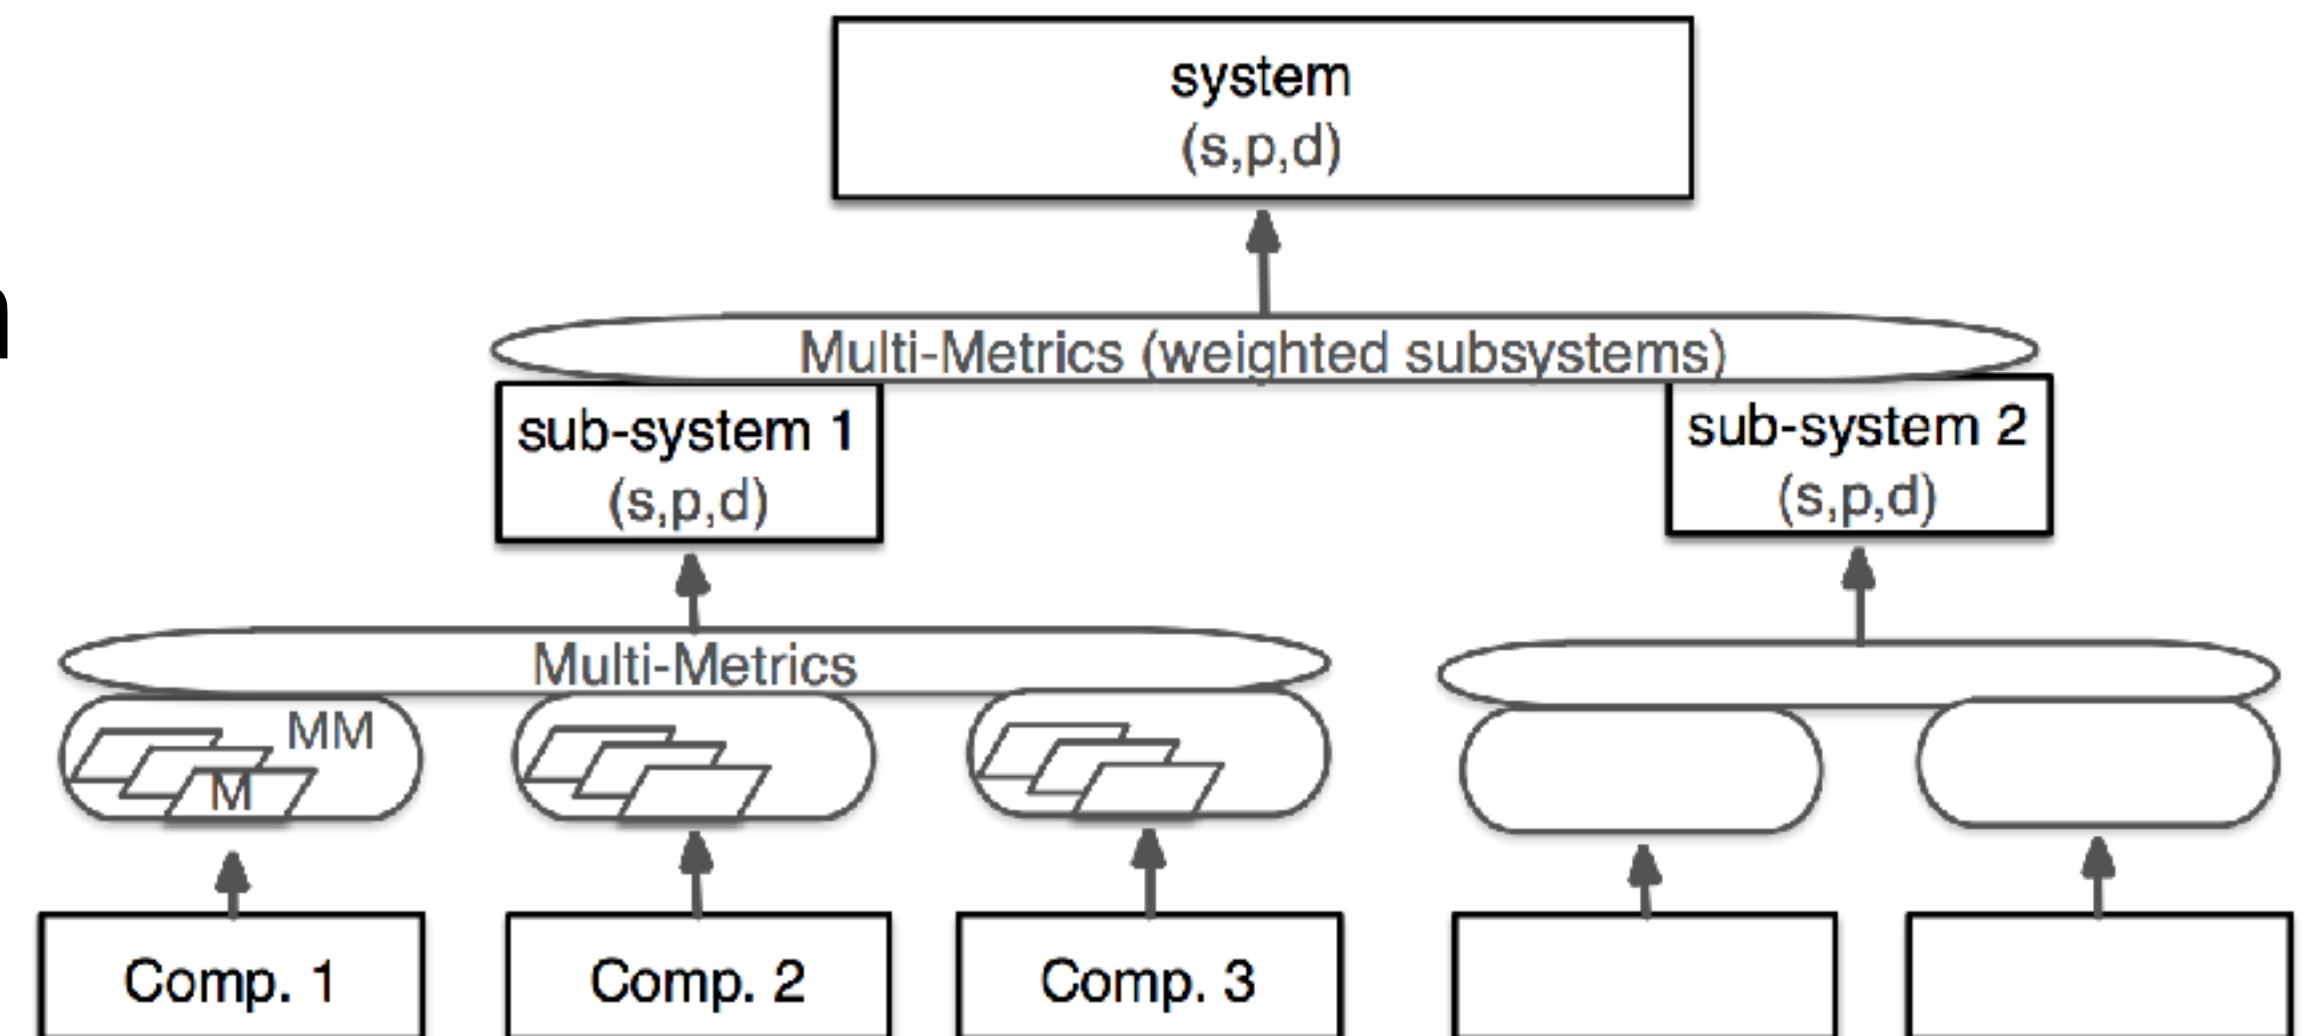 system
(s,p,d)
Multi-Metrics (weighted subsystems)
sub-system 1
(s,p,d)
sub-system 2
(s,p,d)
Multi-Metrics
MM
M
Comp. 1
Comp. 2
Comp. 3